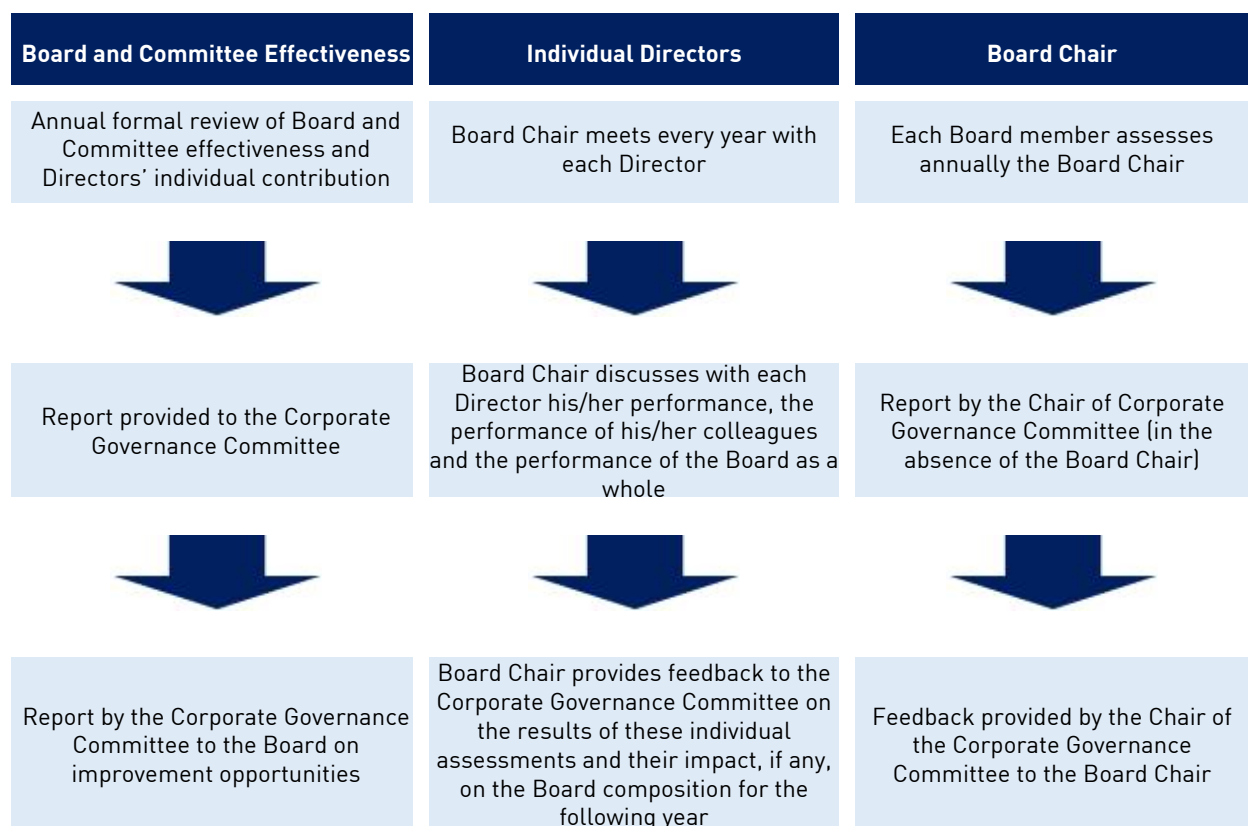 Board and Committee Effectiveness
Individual Directors
Board Chair
Annual formal review of Board and
Committee effectiveness and
Directors' individual contribution
Board Chair meets every year with
each Director
Each Board member assesses
annually the Board Chair
Report provided to the Corporate
Governance Committee
Board Chair discusses with each
Director his/her performance, the
performance of his/her colleagues
and the performance of the Board as a
whole
Report by the Chair of Corporate
Governance Committee (in the
absence of the Board Chair)
Report by the Corporate Governance
Committee to the Board on
improvement opportunities
Board Chair provides feedback to the
Corporate Governance Committee on
the results of these individual
assessments and their impact, if any,
on the Board composition for the
following year
Feedback provided by the Chair of
the Corporate Governance
Committee to the Board Chair